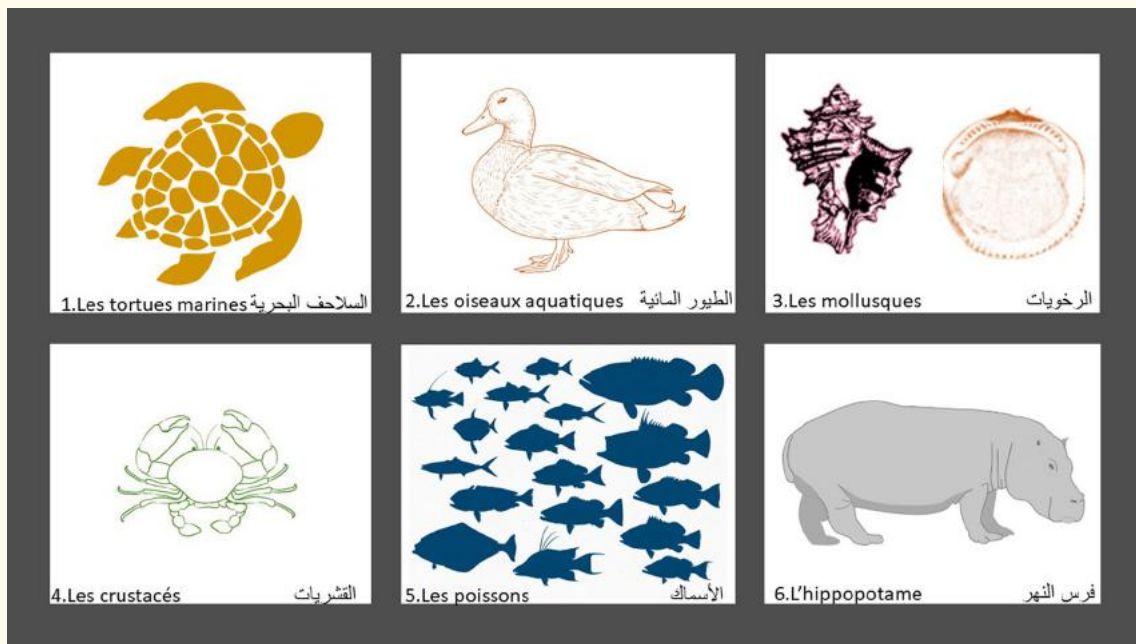 1.Les tortues marines السلاحف البحرية
2.Les oiseaux aquatiques الطيور المائية
3.Les mollusques الرخويات
4.Les crustacés القشريات
5.Les poissons الأسماك
6.L'hippopotame فرس النهر